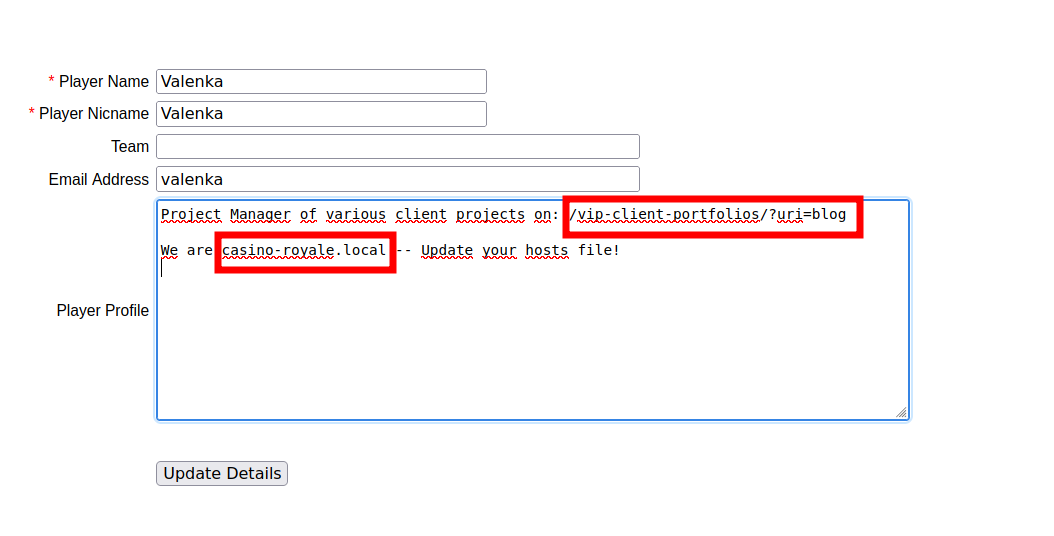 * Player Name Valenka
* Player Nicname Valenka
Team
Email Address valenka
Project Manager of various client projects on: /vip-client-portfolios/?uri=blog
We are casino-royale.local -- Update your hosts file!
Player Profile
Update Details